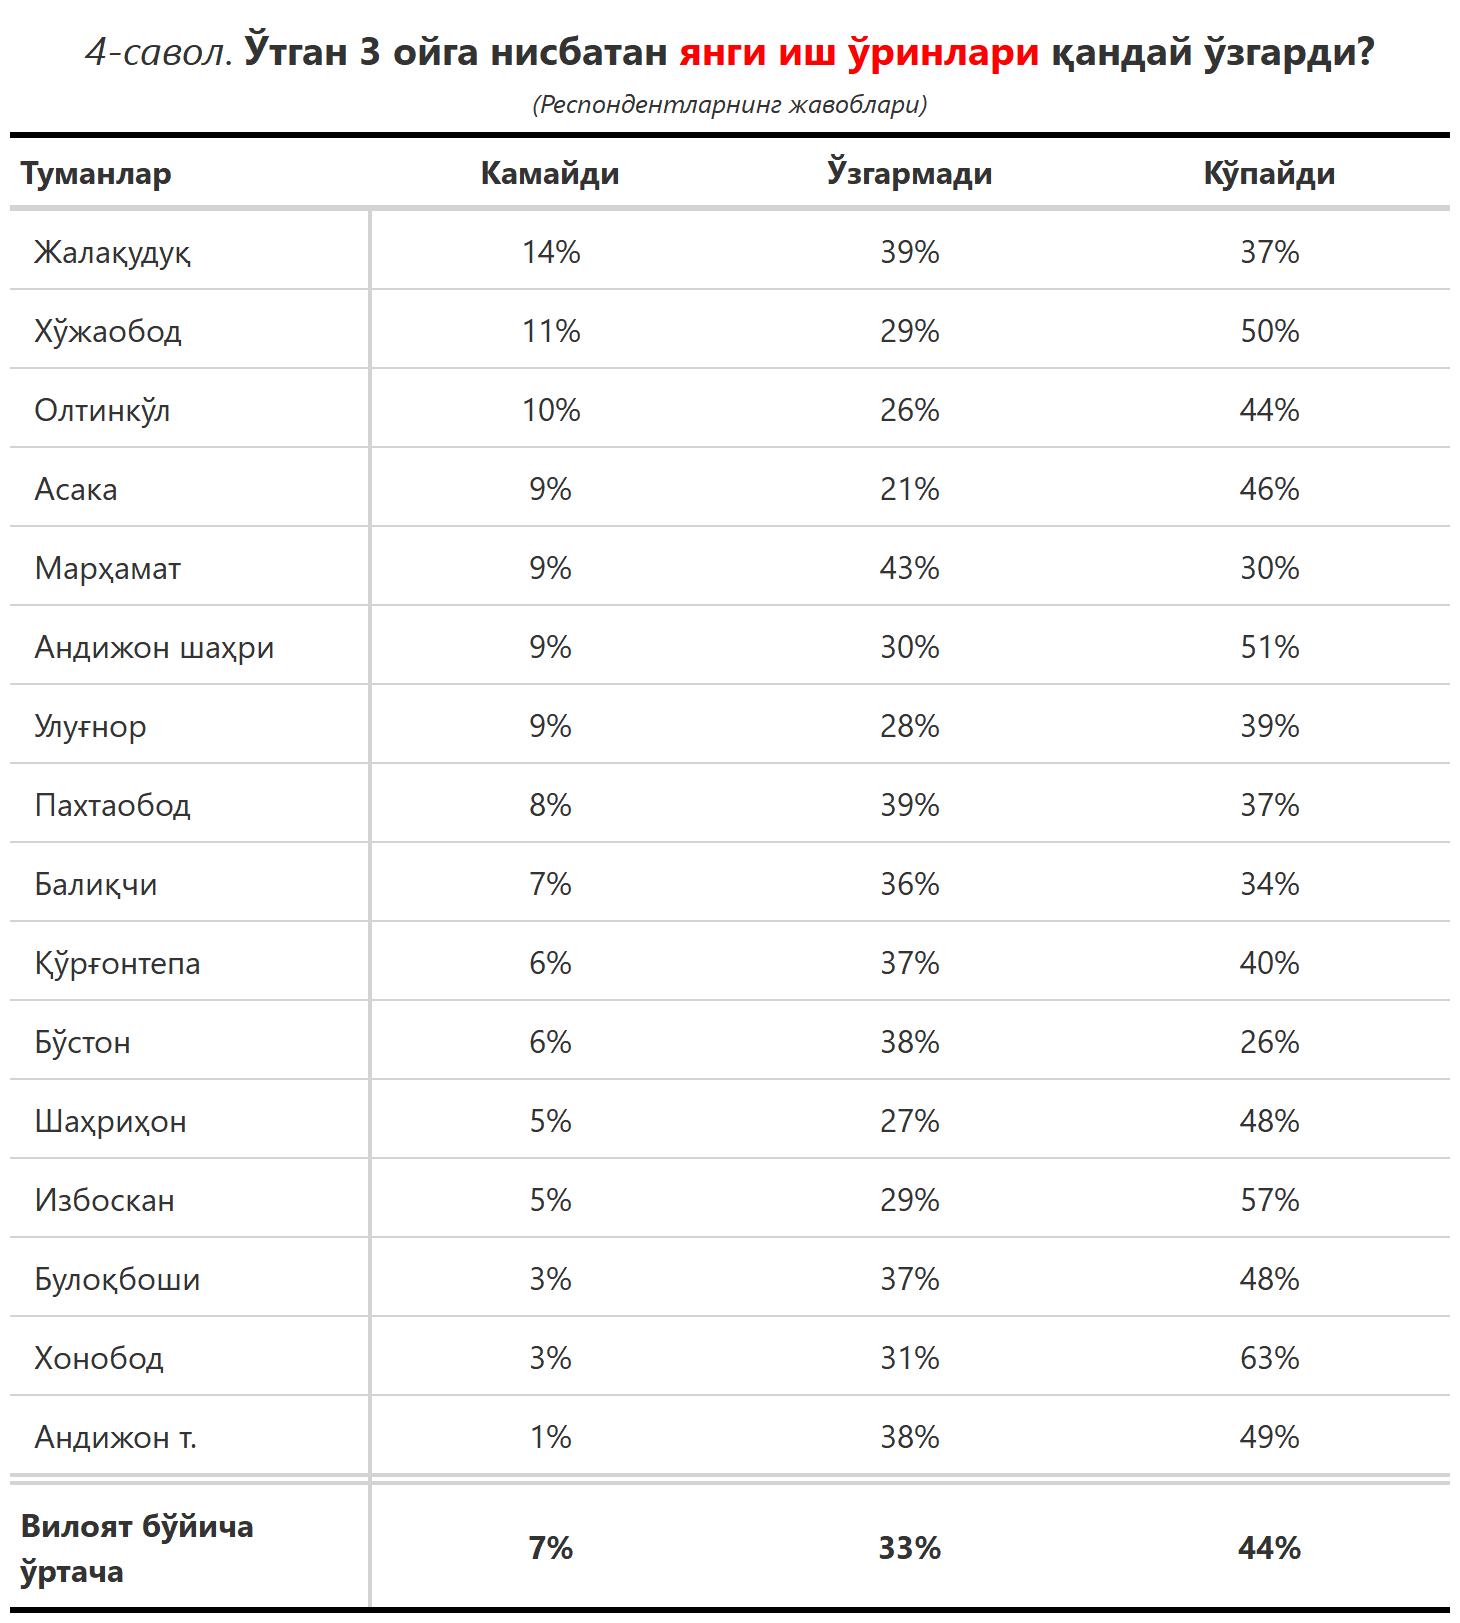 4-савол. Ўтган 3 ойга нисбатан янги иш ўринлари қандай ўзгарди?
(Респондентларнинг жавоблари)
Туманлар Камайди Ўзгармади Кўпайди
Жалақудуқ 14% 39% 37%
Хўжаобод 11% 29% 50%
Олтинкўл 10% 26% 44%
Асака 9% 21% 46%
Марҳамат 9% 43% 30%
Андижон шаҳри 9% 30% 51%
Улуғнор 9% 28% 39%
Пахтаобод 8% 39% 37%
Балиқчи 7% 36% 34%
Қўрғонтепа 6% 37% 40%
Бўстон 6% 38% 26%
Шаҳриҳон 5% 27% 48%
Избоскан 5% 29% 57%
Булоқбоши 3% 37% 48%
Хонобод 3% 31% 63%
Андижон т. 1% 38% 49%
Вилоят бўйича
ўртача 7% 33% 44%